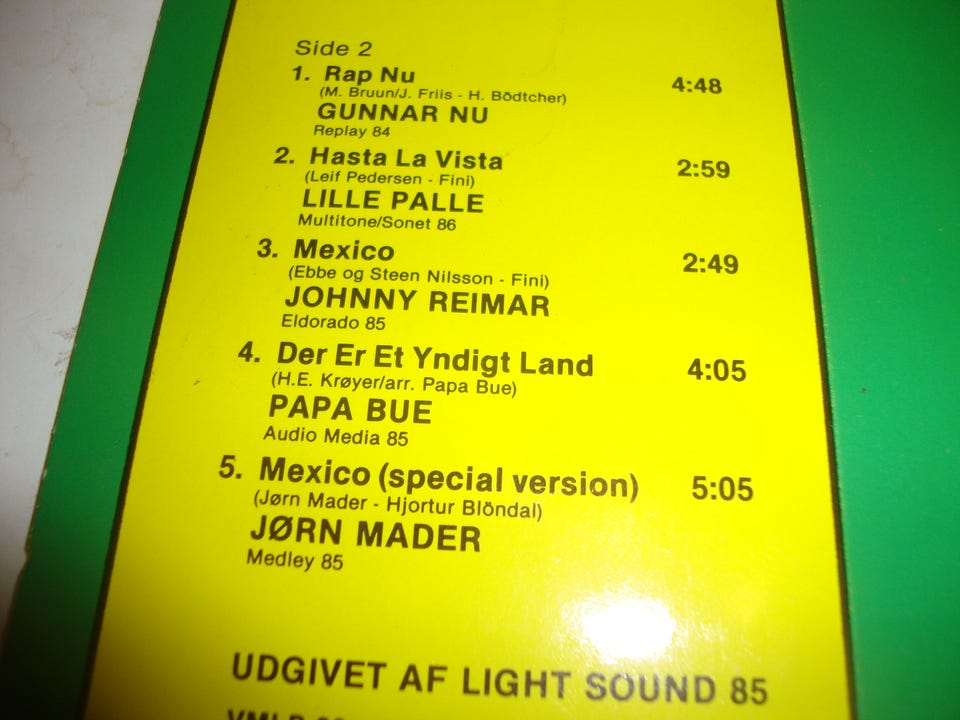 Side 2
1. Rap Nu 4:48
(M. Bruun/J. Friis - H. Bödtcher)
GUNNAR NU
Replay 84
2. Hasta La Vista 2:59
(Leif Pedersen - Fini)
LILLE PALLE
Multitone/Sonet 86
3. Mexico 2:49
(Ebbe og Steen Nilsson - Fini)
JOHNNY REIMAR
Eldorado 85
4. Der Er Et Yndigt Land 4:05
(H.E. Krøyer/arr. Papa Bue)
PAPA BUE
Audio Media 85
5. Mexico (special version) 5:05
(Jørn Mader - Hjortur Blöndal)
JØRN MADER
Medley 85
UDGIVET AF LIGHT SOUND 85